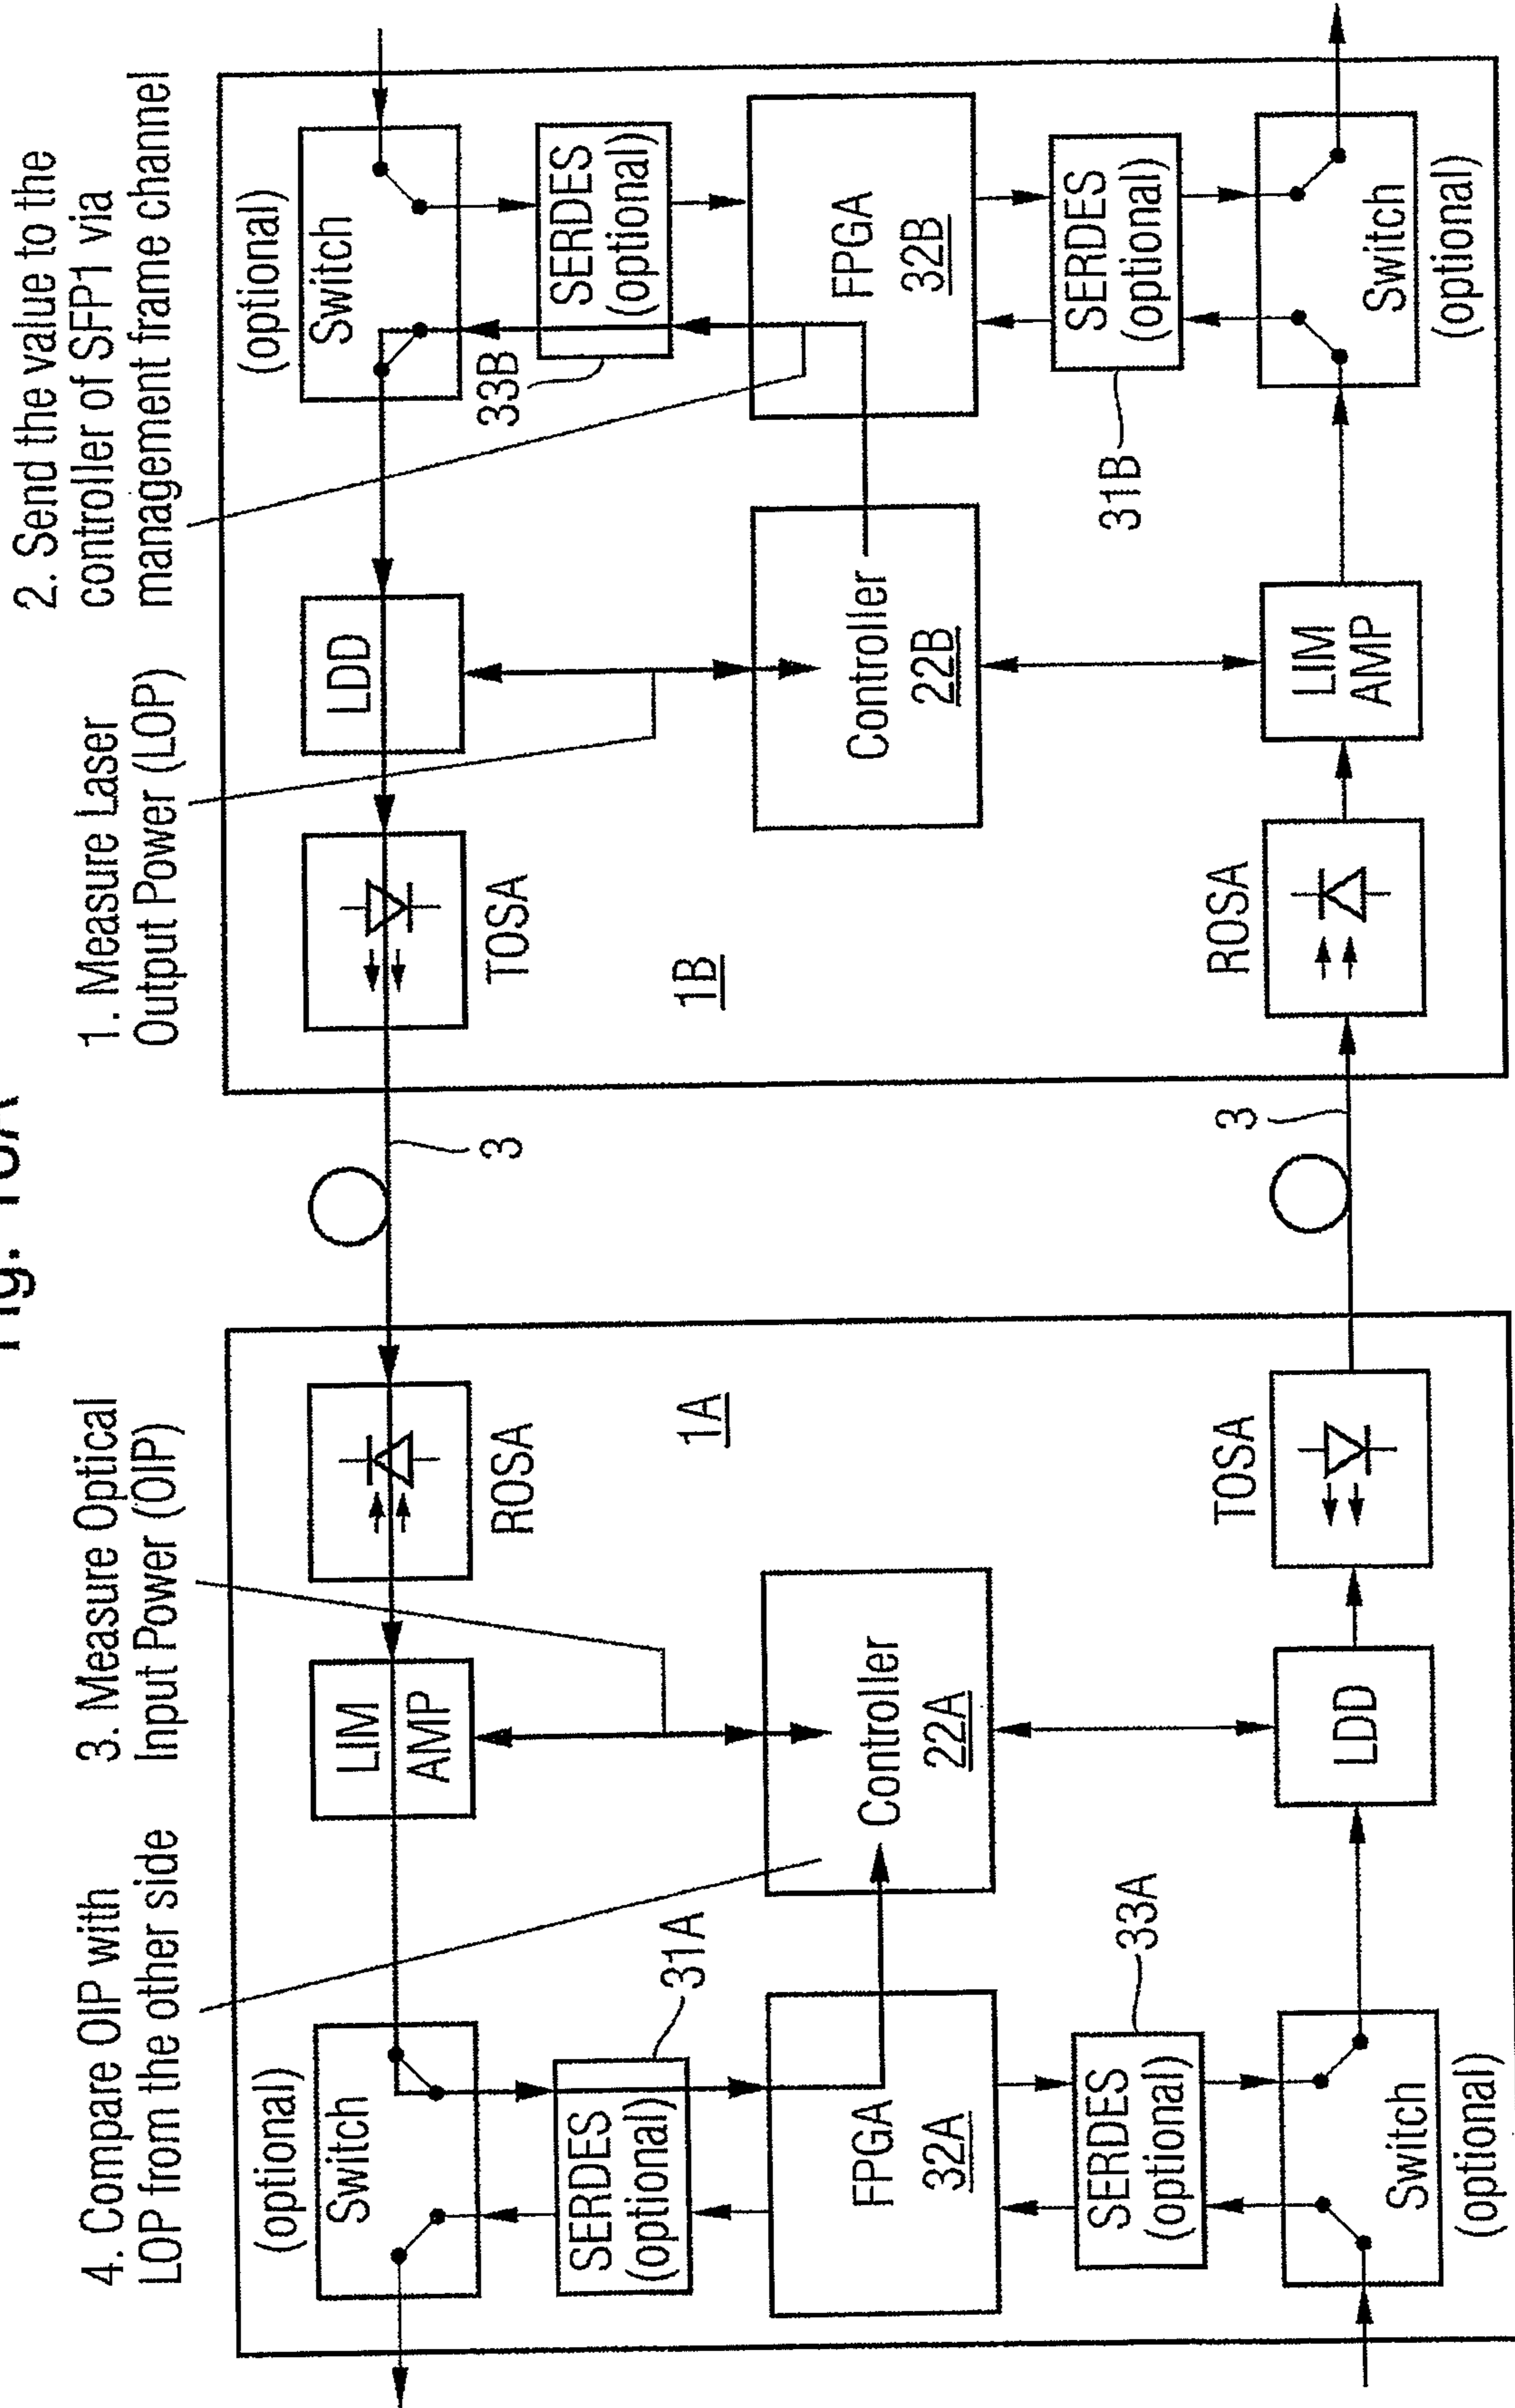 4. Compare OIP with
LOP from the other side
3. Measure Optical
Input Power (OIP)
1. Measure Laser
Output Power (LOP)
2. Send the value to the
controller of SFP1 via
management frame channel
(optional)
Switch
LIM
AMP
ROSA
3
TOSA
LDD
(optional)
Switch
31A
SERDES
(optional)
33B
SERDES
(optional)
1A
1B
FPGA
32A
Controller
22A
Controller
22B
FPGA
32B
33A
SERDES
(optional)
31B
SERDES
(optional)
Switch
(optional)
LDD
TOSA
3
ROSA
LIM
AMP
Switch
(optional)